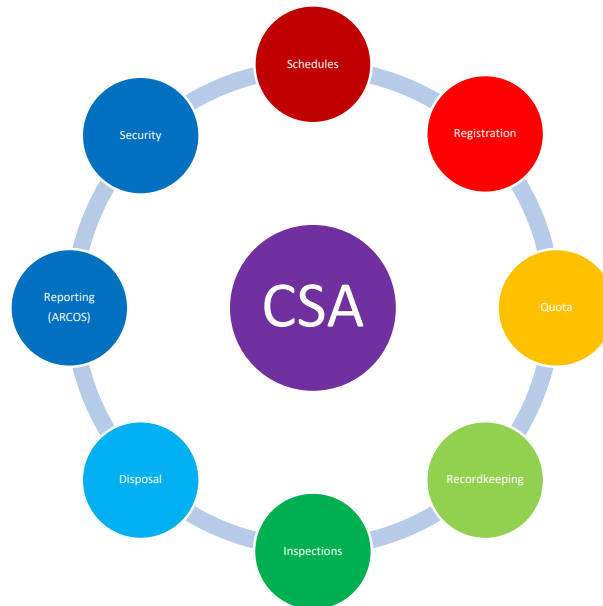 Schedules
Registration
Quota
Recordkeeping
Inspections
Disposal
Reporting
(ARCOS)
Security
CSA